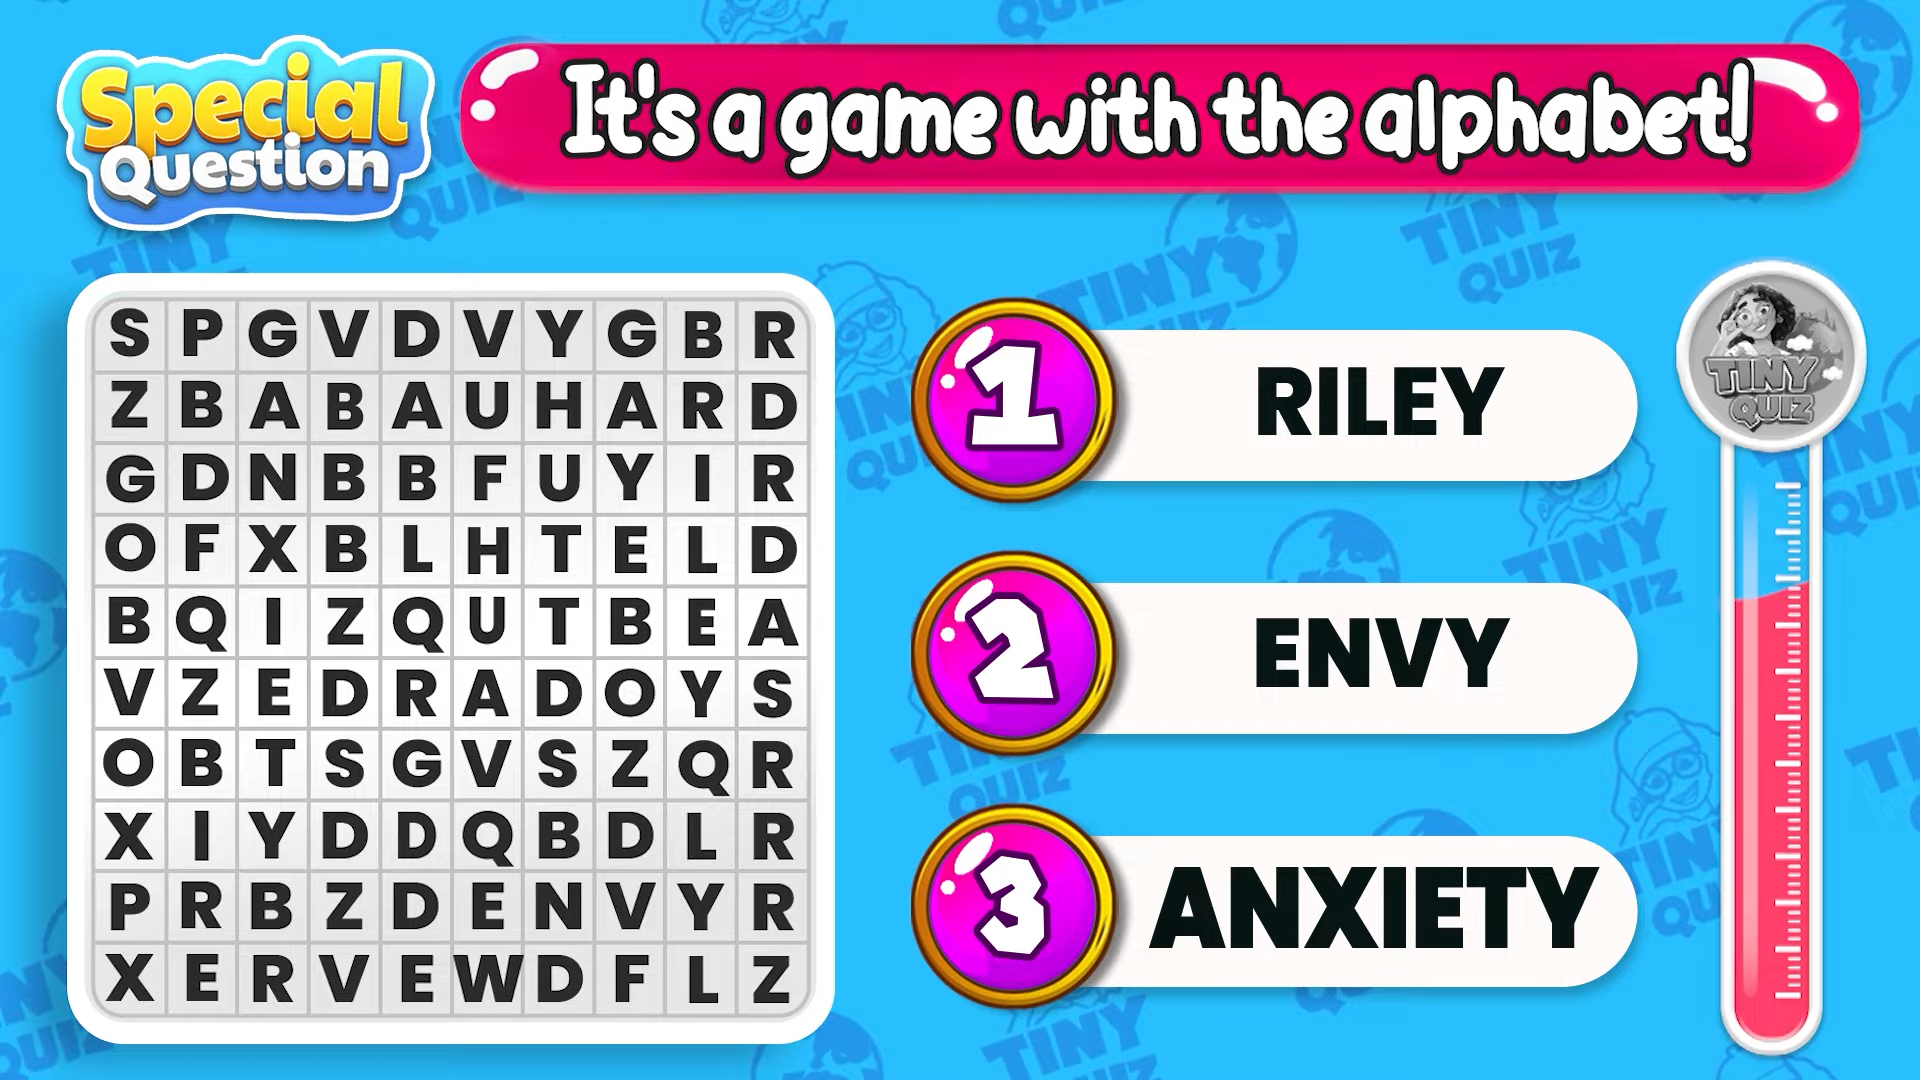 Special
Question
It's a game with the alphabet!
S P G V D V Y G B R
Z B A B A U H A R D
G D N B B F U Y I R
O F X B L H T E L D
B Q I Z Q U T B E A
V Z E D R A D O Y S
O B T S G V S Z Q R
X I Y D D Q B D L R
P R B Z D E N V Y R
X E R V E W D F L Z
1
RILEY
2
ENVY
3
ANXIETY
TINY
QUIZ